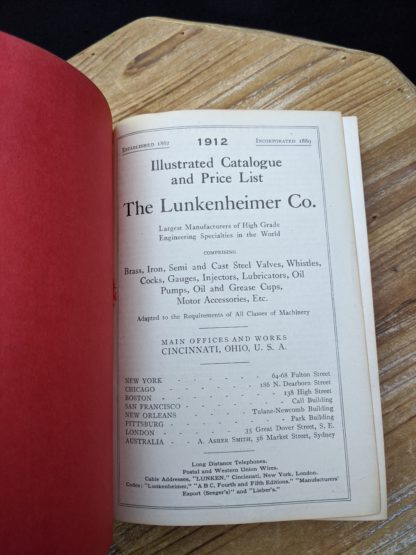 ESTABLISHED 1862 1912 INCORPORATED 1889
Illustrated Catalogue
and Price List
The Lunkenheimer Co.
Largest Manufacturers of High Grade
Engineering Specialties in the World
COMPRISING
Brass, Iron, Semi and Cast Steel Valves, Whistles,
Cocks, Gauges, Injectors, Lubricators, Oil
Pumps, Oil and Grease Cups,
Motor Accessories, Etc.
Adapted to the Requirements of All Classes of Machinery
MAIN OFFICES AND WORKS
CINCINNATI, OHIO, U. S. A.
NEW YORK - - - - - - 64-68 Fulton Street
CHICAGO - - - - - - 186 N. Dearborn Street
BOSTON - - - - - - 138 High Street
SAN FRANCISCO - - - - - - Call Building
NEW ORLEANS - - - - Tulane-Newcomb Building
PITTSBURG - - - - - - Park Building
LONDON - - - - - 35 Great Dover Street, S. E.
AUSTRALIA - - A. ASHER SMITH, 56 Market Street, Sydney
Long Distance Telephones.
Postal and Western Union Wires.
Cable Addresses, "LUNKEN," Cincinnati, New York, London.
Codes: "Lunkenheimer," "A B C, Fourth and Fifth Editions." "Manufacturers'
Export (Senger's)" and "Lieber's."